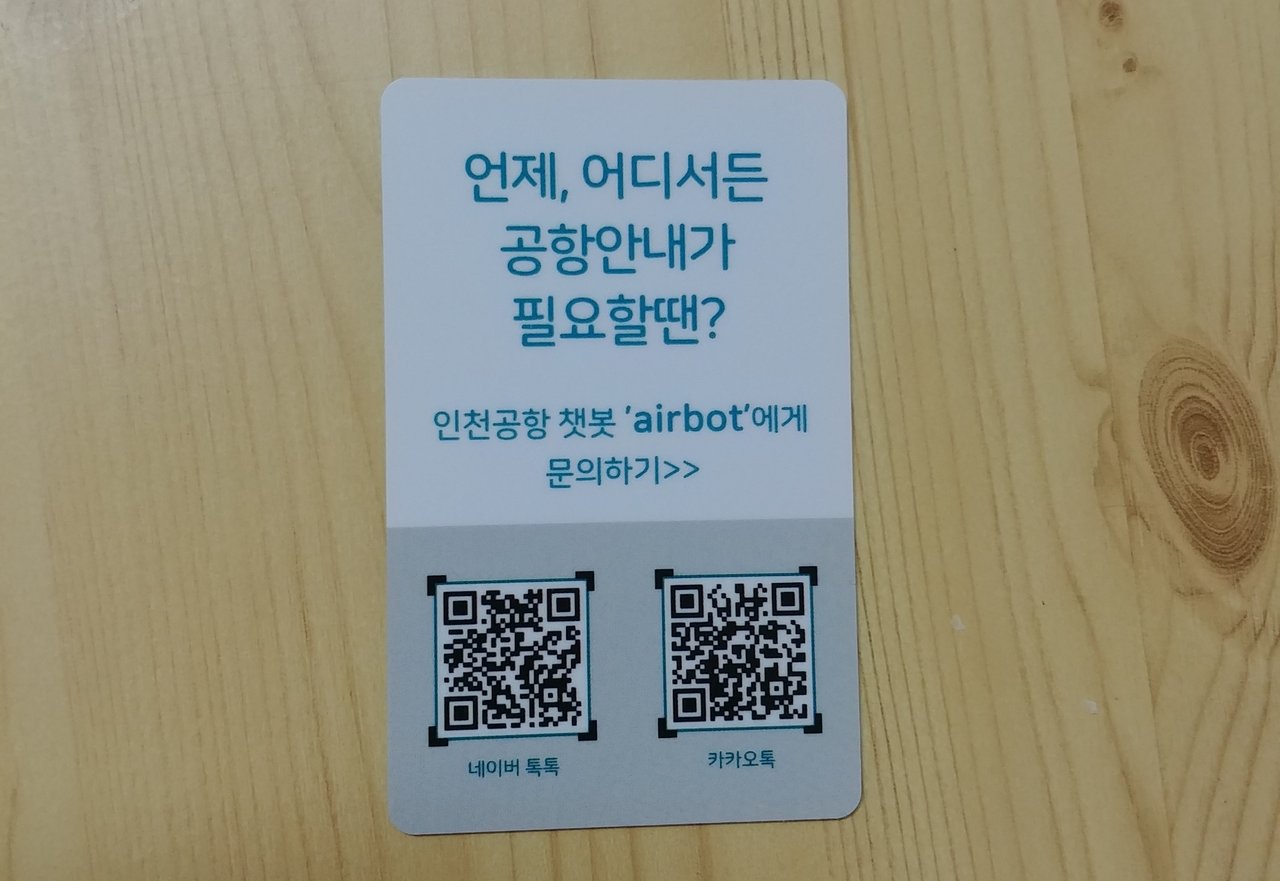 언제, 어디서든
공항안내가
필요할땐?
인천공항 챗봇 'airbot'에게
문의하기>>
네이버 톡톡
카카오톡